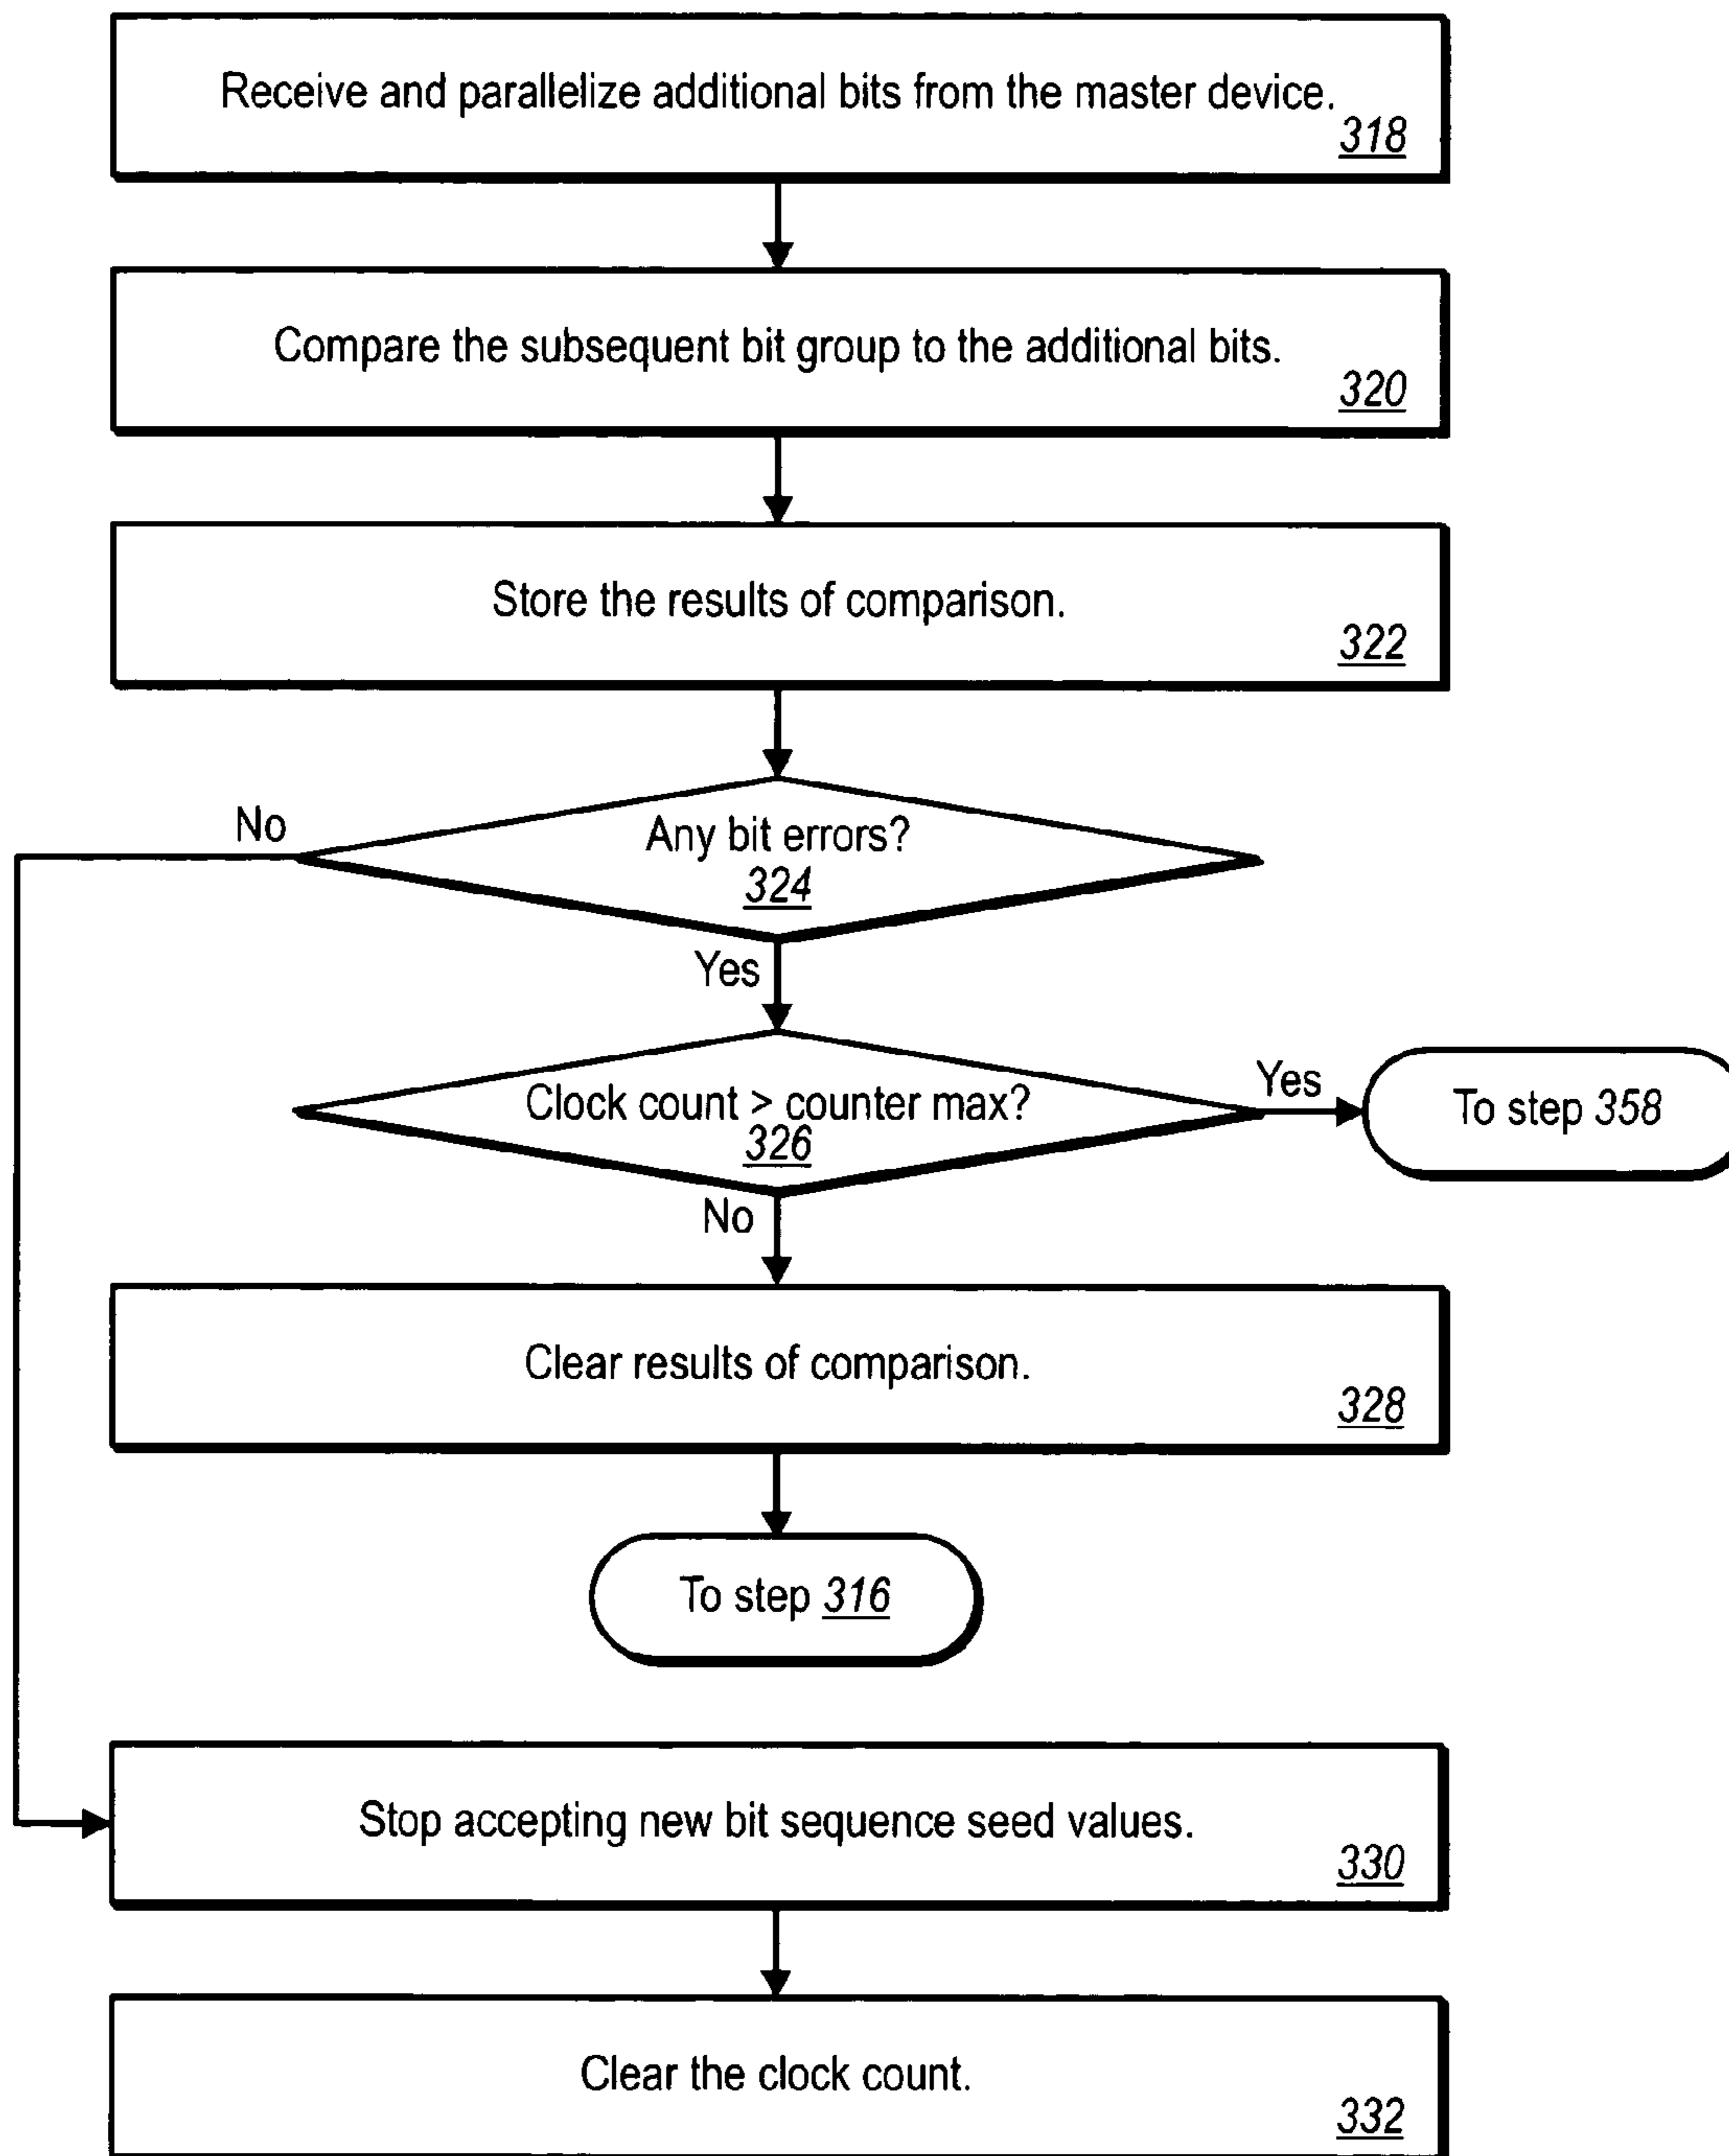 Receive and parallelize additional bits from the master device.
318
Compare the subsequent bit group to the additional bits.
320
Store the results of comparison.
322
No
Any bit errors?
324
Yes
Clock count > counter max?
326
Yes
To step 358
No
Clear results of comparison.
328
To step 316
Stop accepting new bit sequence seed values.
330
Clear the clock count.
332